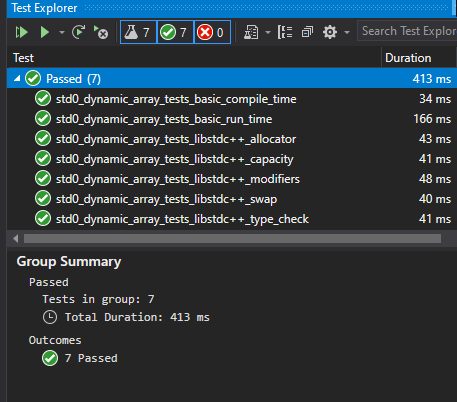 Test Explorer
7 7 0 Search Test Explor
Test Duration
Passed (7) 413 ms
std0_dynamic_array_tests_basic_compile_time 34 ms
std0_dynamic_array_tests_basic_run_time 166 ms
std0_dynamic_array_tests_libstdc++_allocator 43 ms
std0_dynamic_array_tests_libstdc++_capacity 41 ms
std0_dynamic_array_tests_libstdc++_modifiers 48 ms
std0_dynamic_array_tests_libstdc++_swap 40 ms
std0_dynamic_array_tests_libstdc++_type_check 41 ms
Group Summary
Passed
Tests in group: 7
Total Duration: 413 ms
Outcomes
7 Passed